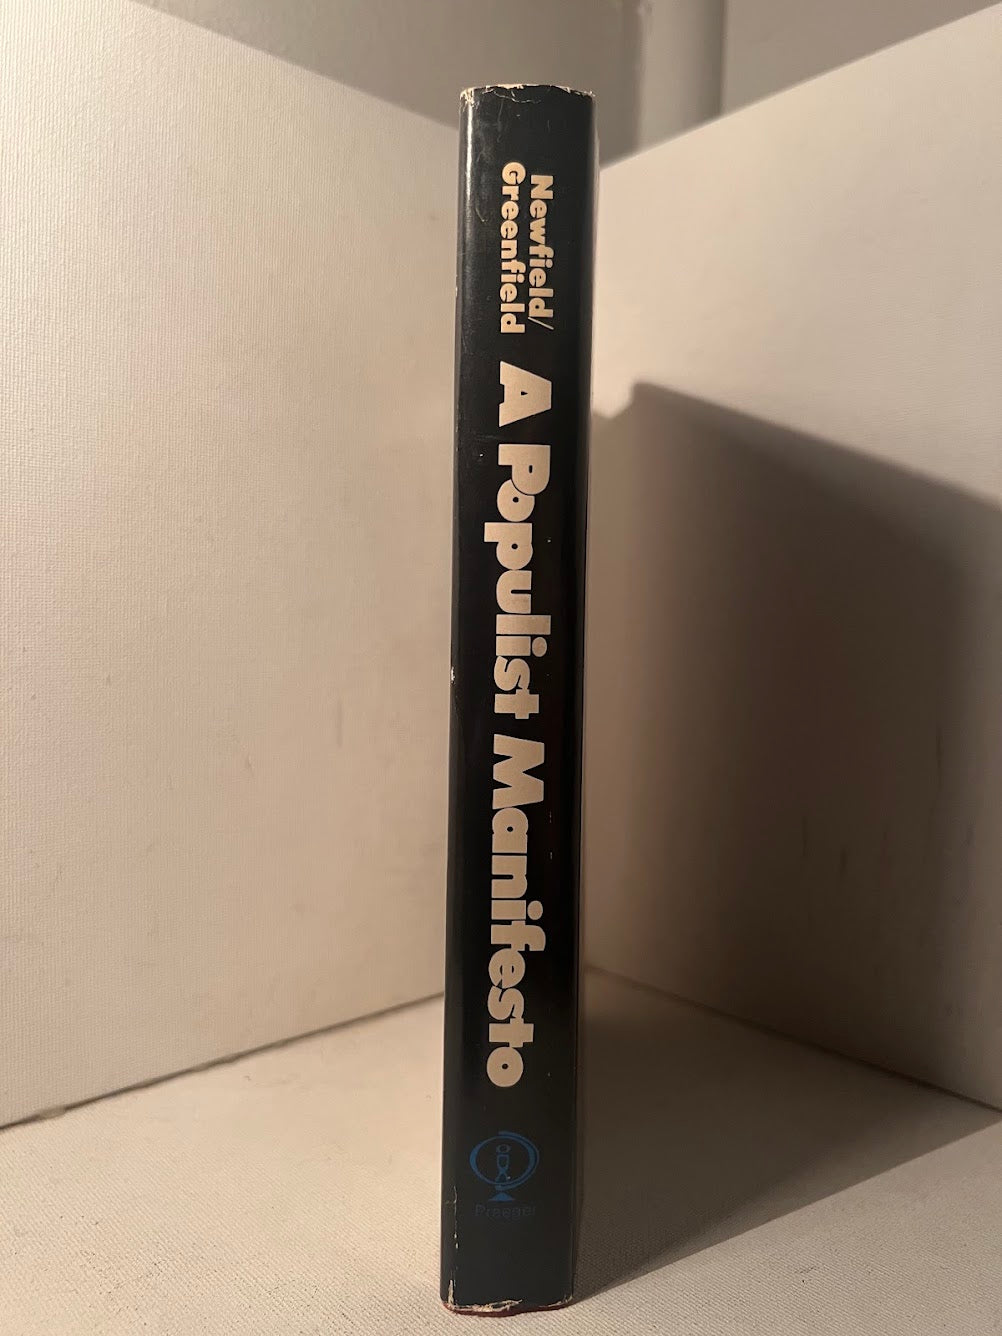 Newfield/
Greenfield
A Populist Manifesto
Praeger